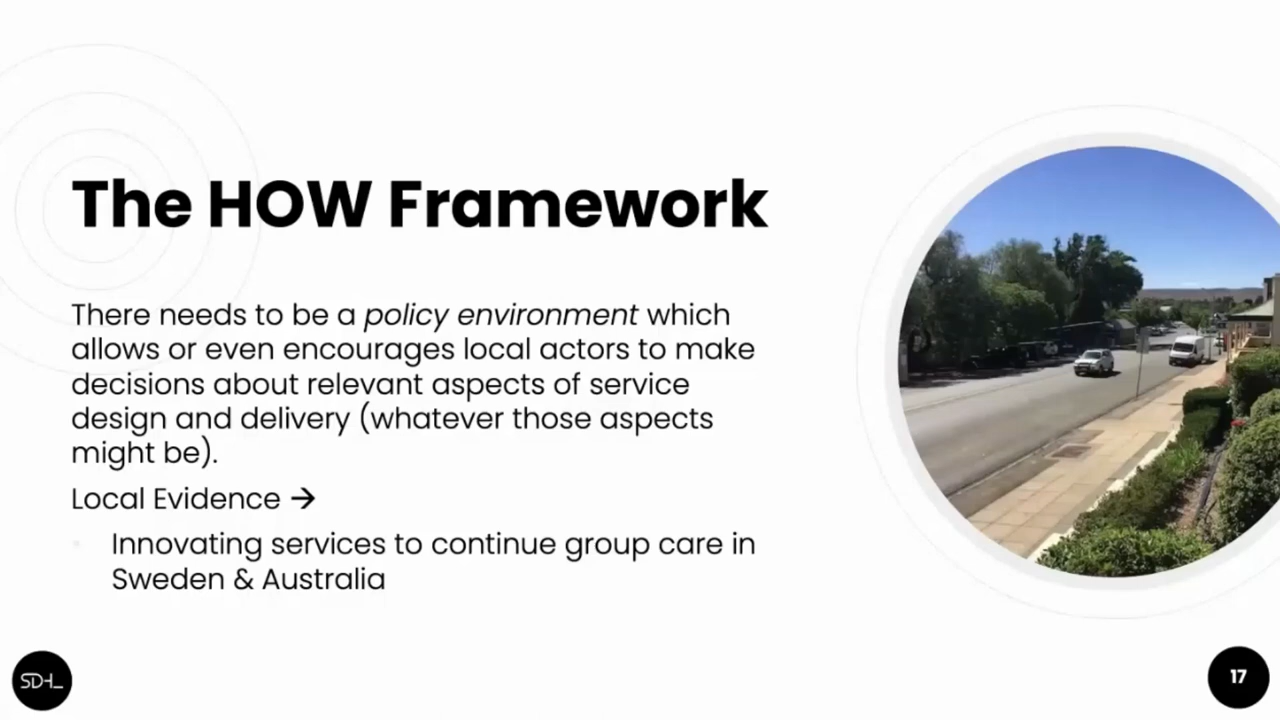 The HOW Framework
There needs to be a policy environment which
allows or even encourages local actors to make
decisions about relevant aspects of service
design and delivery (whatever those aspects
might be).
Local Evidence →
Innovating services to continue group care in
Sweden & Australia
SDHL
17